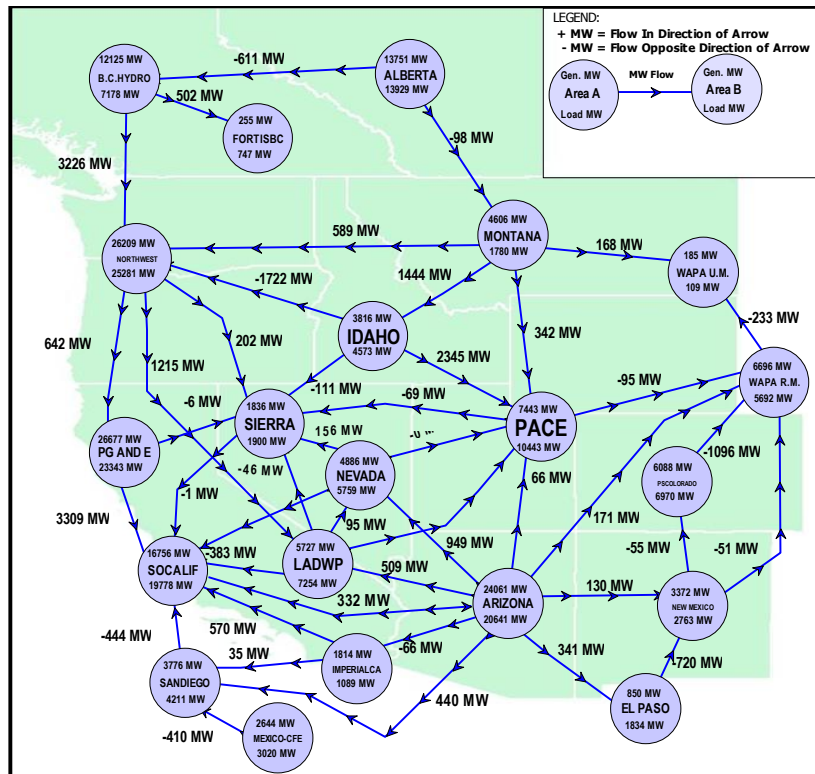 LEGEND:
+ MW = Flow In Direction of Arrow
- MW = Flow Opposite Direction of Arrow
Gen. MW
Area A
Load MW
MW Flow
Gen. MW
Area B
Load MW
12125 MW
B.C.HYDRO
7178 MW
-611 MW
13751 MW
ALBERTA
13929 MW
502 MW
255 MW
FORTISBC
747 MW
-98 MW
3226 MW
26209 MW
NORTHWEST
25281 MW
589 MW
4606 MW
MONTANA
1780 MW
168 MW
185 MW
WAPA U.M.
109 MW
-1722 MW
1444 MW
342 MW
-233 MW
642 MW
1215 MW
202 MW
3816 MW
IDAHO
4573 MW
2345 MW
-95 MW
6696 MW
WAPA R.M.
5692 MW
-6 MW
-111 MW
-69 MW
1836 MW
SIERRA
1900 MW
156 MW
7443 MW
PACE
10443 MW
26677 MW
PG AND E
23343 MW
-46 MW
4886 MW
NEVADA
5759 MW
66 MW
171 MW
-1096 MW
6088 MW
PSCOLORADO
6970 MW
-1 MW
95 MW
3309 MW
-383 MW
949 MW
-55 MW
-51 MW
16756 MW
SOCALIF
19778 MW
5727 MW
LADWP
7254 MW
509 MW
332 MW
24061 MW
ARIZONA
20641 MW
130 MW
3372 MW
NEW MEXICO
2763 MW
-444 MW
570 MW
35 MW
1814 MW
IMPERIALCA
1089 MW
-66 MW
341 MW
-720 MW
3776 MW
SANDIEGO
4211 MW
440 MW
850 MW
EL PASO
1834 MW
-410 MW
2644 MW
MEXICO-CFE
3020 MW